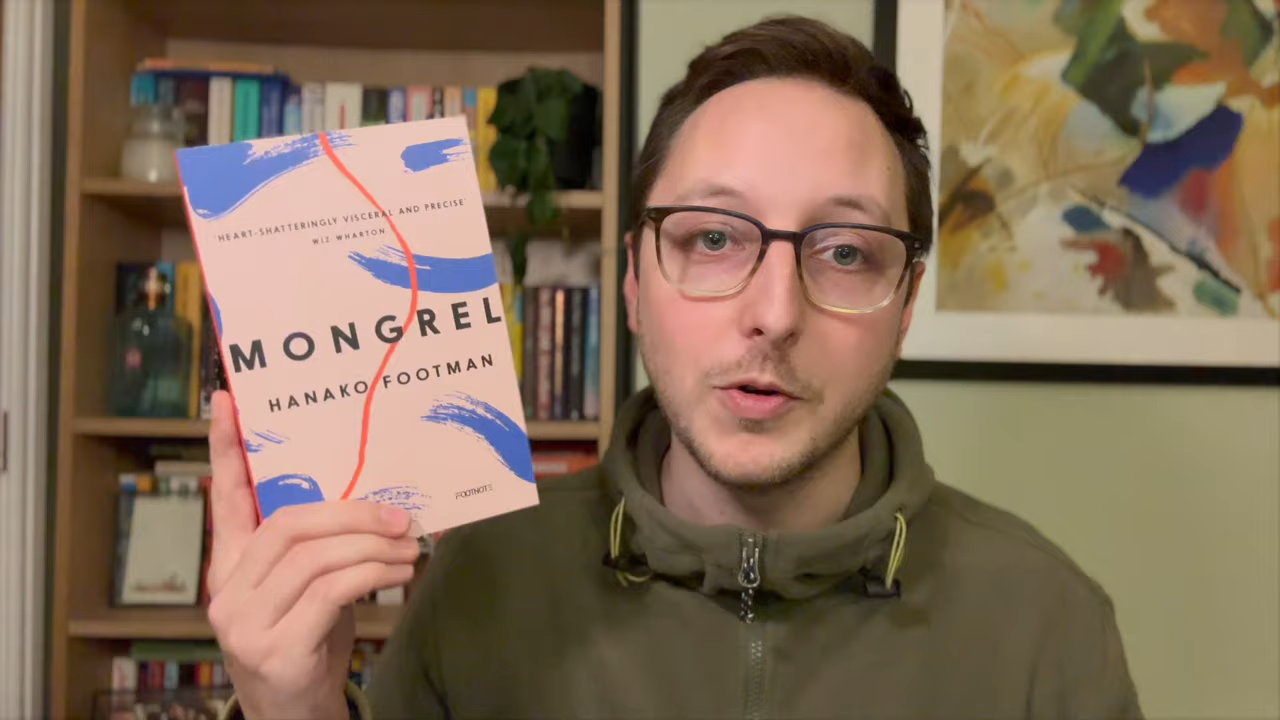 'HEART-SHATTERINGLY VISCERAL AND PRECISE'
WIZ WHARTON
MONGREL
HANAKO FOOTMAN
FOOTNOTE